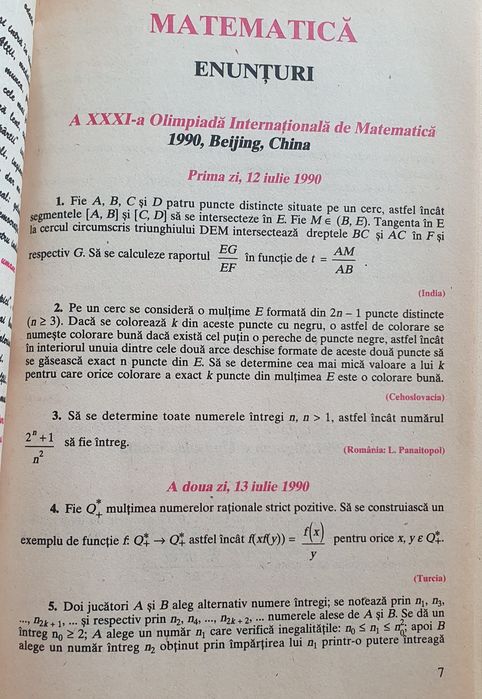 MATEMATICĂ
ENUNȚURI
A XXXI-a Olimpiadă Internațională de Matematică
1990, Beijing, China
Prima zi, 12 iulie 1990
1. Fie A, B, C și D patru puncte distincte situate pe un cerc, astfel încât
segmentele [A, B] și [C, D] să se intersecteze în E. Fie M ∈ (B, E). Tangenta în E
la cercul circumscris triunghiului DEM intersectează dreptele BC și AC în F și
respectiv G. Să se calculeze raportul EG/EF în funcție de t = AM/AB
(India)
2. Pe un cerc se consideră o mulțime E formată din 2n – 1 puncte distincte
(n ≥ 3). Dacă se colorează k din aceste puncte cu negru, o astfel de colorare se
numește colorare bună dacă există cel puțin o pereche de puncte negre, astfel încât
în interiorul unuia dintre cele două arce deschise formate de aceste două puncte să
se găsească exact n puncte din E. Să se determine cea mai mică valoare a lui k
pentru care orice colorare a exact k puncte din mulțimea E este o colorare bună.
(Cehoslovacia)
3. Să se determine toate numerele întregi n, n > 1, astfel încât numărul
2ⁿ+1/n² să fie întreg.
(România: L. Panaitopol)
A doua zi, 13 iulie 1990
4. Fie Q*₊ mulțimea numerelor raționale strict pozitive. Să se construiască un
exemplu de funcție f: Q*₊ → Q*₊ astfel încât f(xf(y)) = f(x)/y pentru orice x, y ε Q*₊.
(Turcia)
5. Doi jucători A și B aleg alternativ numere întregi; se notează prin n₁, n₃,
..., n₂ₖ₊₁, ... și respectiv prin n₂, n₄, ..., n₂ₖ₊₂, ... numerele alese de A și B. Se dă un
întreg n₀ ≥ 2; A alege un număr n₁ care verifică inegalitățile: n₀ ≤ n₁ ≤ n₀²; apoi B
alege un număr întreg n₂ obținut prin împărțirea lui n₁ printr-o putere întreagă
7